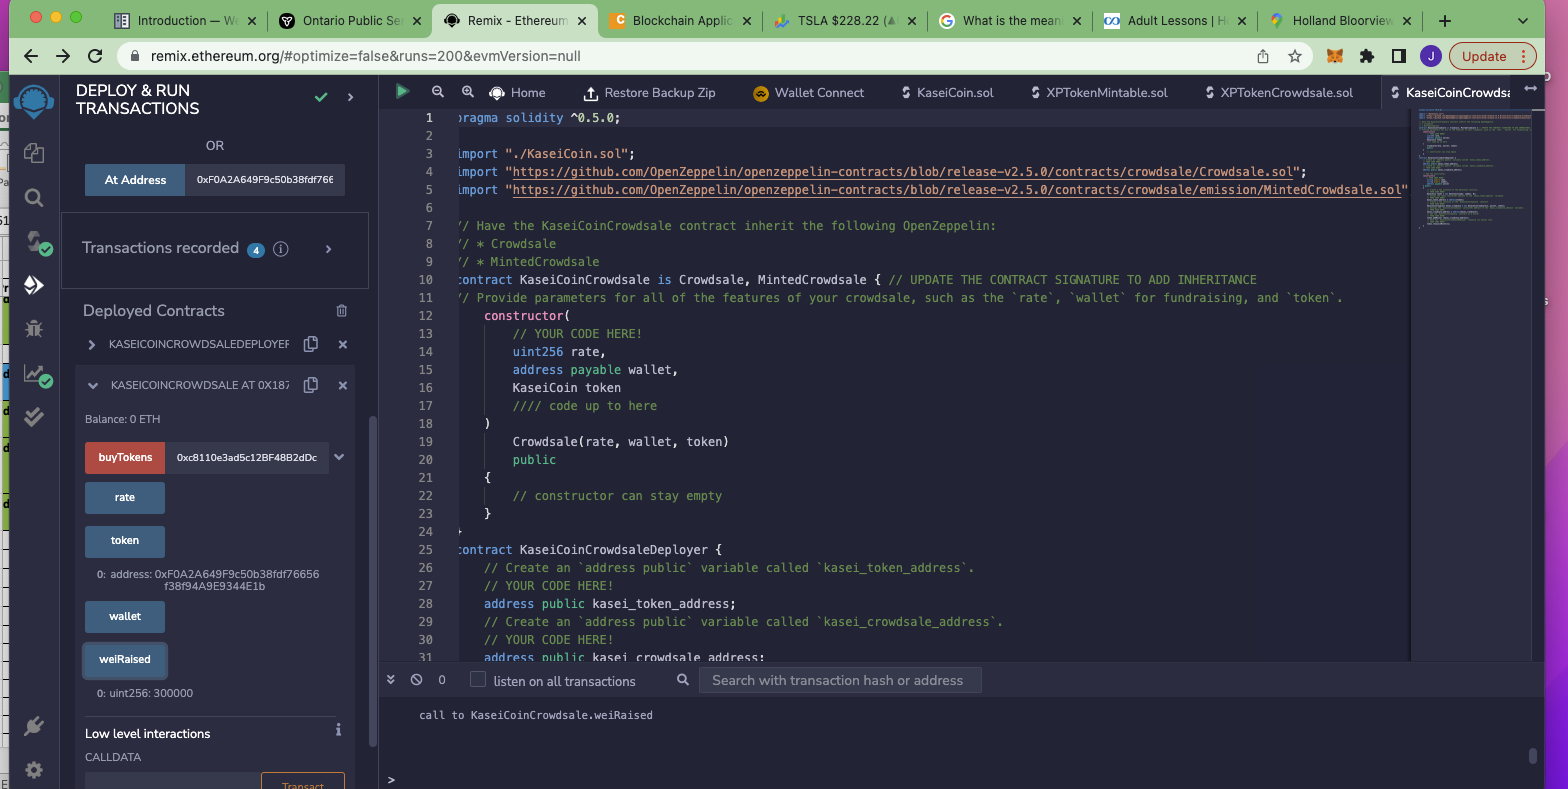 Introduction — We
Ontario Public Ser
Remix - Ethereum
Blockchain Applic
TSLA $228.22 (
What is the mean
Adult Lessons | H
Holland Bloorview
remix.ethereum.org/#optimize=false&runs=200&evmVersion=null
J
Update
DEPLOY & RUN
TRANSACTIONS
OR
At Address
0xF0A2A649F9c50b38fdf766
Transactions recorded 4
Deployed Contracts
KASEICOINCROWDSALEDEPLOYER
KASEICOINCROWDSALE AT 0X187
Balance: 0 ETH
buyTokens
0xc8110e3ad5c12BF48B2dDc
rate
token
0: address: 0xF0A2A649F9c50b38fdf76656
f38f94A9E9344E1b
wallet
weiRaised
0: uint256: 300000
Low level interactions
CALLDATA
Transact
Home
Restore Backup Zip
Wallet Connect
KaseiCoin.sol
XPTokenMintable.sol
XPTokenCrowdsale.sol
KaseiCoinCrowdsa
1 pragma solidity ^0.5.0;
2
3 import "./KaseiCoin.sol";
4 import "https://github.com/OpenZeppelin/openzeppelin-contracts/blob/release-v2.5.0/contracts/crowdsale/Crowdsale.sol";
5 import "https://github.com/OpenZeppelin/openzeppelin-contracts/blob/release-v2.5.0/contracts/crowdsale/emission/MintedCrowdsale.sol"
6
7 // Have the KaseiCoinCrowdsale contract inherit the following OpenZeppelin:
8 // * Crowdsale
9 // * MintedCrowdsale
10 contract KaseiCoinCrowdsale is Crowdsale, MintedCrowdsale { // UPDATE THE CONTRACT SIGNATURE TO ADD INHERITANCE
11 // Provide parameters for all of the features of your crowdsale, such as the `rate`, `wallet` for fundraising, and `token`.
12 constructor(
13 // YOUR CODE HERE!
14 uint256 rate,
15 address payable wallet,
16 KaseiCoin token
17 //// code up to here
18 )
19 Crowdsale(rate, wallet, token)
20 public
21 {
22 // constructor can stay empty
23 }
24 }
25 contract KaseiCoinCrowdsaleDeployer {
26 // Create an `address public` variable called `kasei_token_address`.
27 // YOUR CODE HERE!
28 address public kasei_token_address;
29 // Create an `address public` variable called `kasei_crowdsale_address`.
30 // YOUR CODE HERE!
31 address public kasei_crowdsale_address;
0
listen on all transactions
Search with transaction hash or address
call to KaseiCoinCrowdsale.weiRaised
>